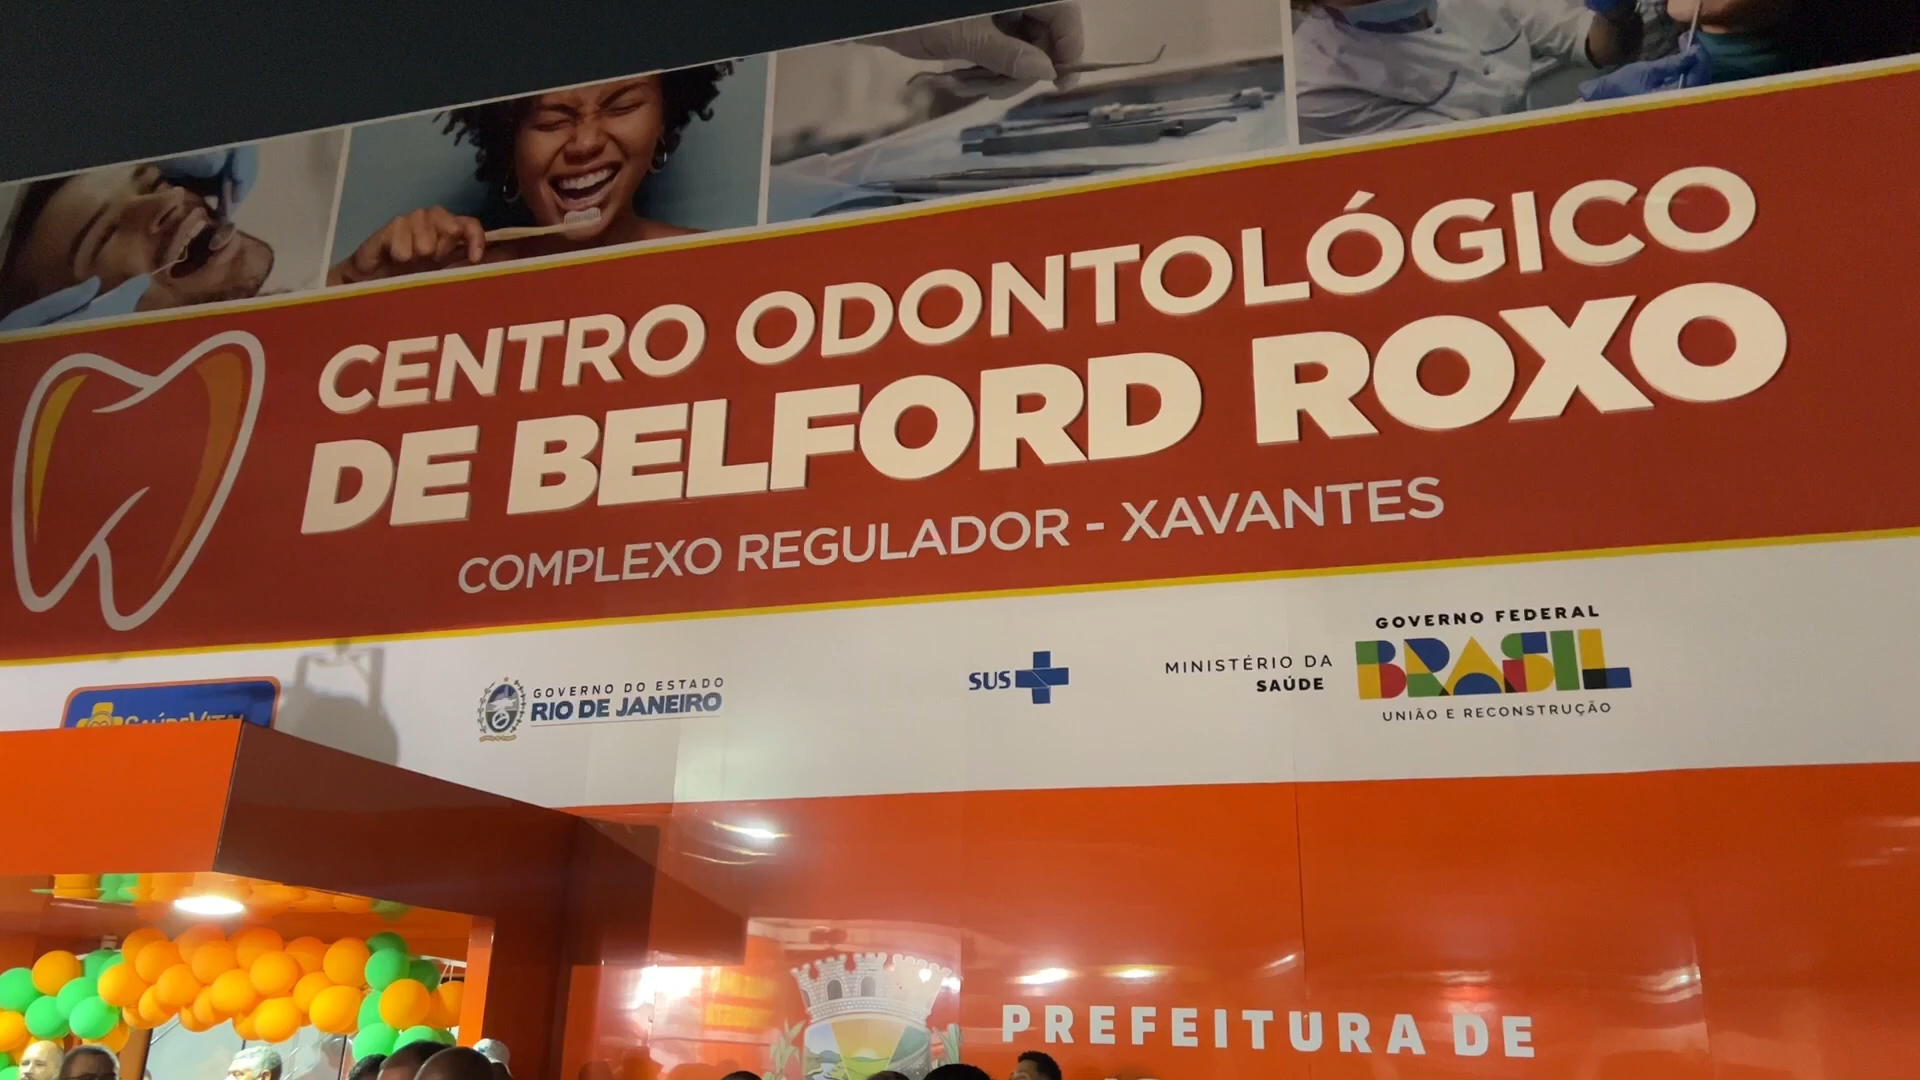 CENTRO ODONTOLÓGICO
DE BELFORD ROXO
COMPLEXO REGULADOR - XAVANTES
SAÚDEVITA
GOVERNO DO ESTADO
RIO DE JANEIRO
SUS
MINISTÉRIO DA
SAÚDE
GOVERNO FEDERAL
BRASIL
UNIÃO E RECONSTRUÇÃO
PREFEITURA DE